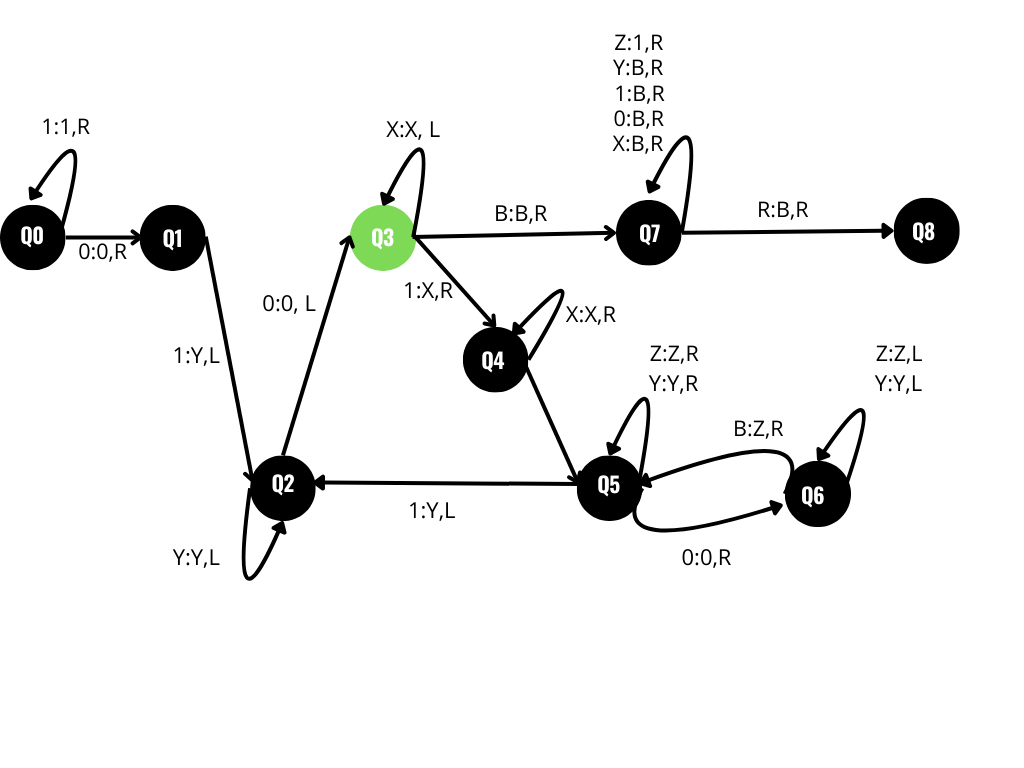 Z:1,R
Y:B,R
1:B,R
0:B,R
X:B,R
1:1,R
X:X, L
Q0
0:0,R
Q1
Q3
B:B,R
Q7
R:B,R
Q8
0:0, L
1:X,R
X:X,R
1:Y,L
Q4
Z:Z,R
Y:Y,R
Z:Z,L
Y:Y,L
B:Z,R
Q2
1:Y,L
Q5
Q6
Y:Y,L
0:0,R